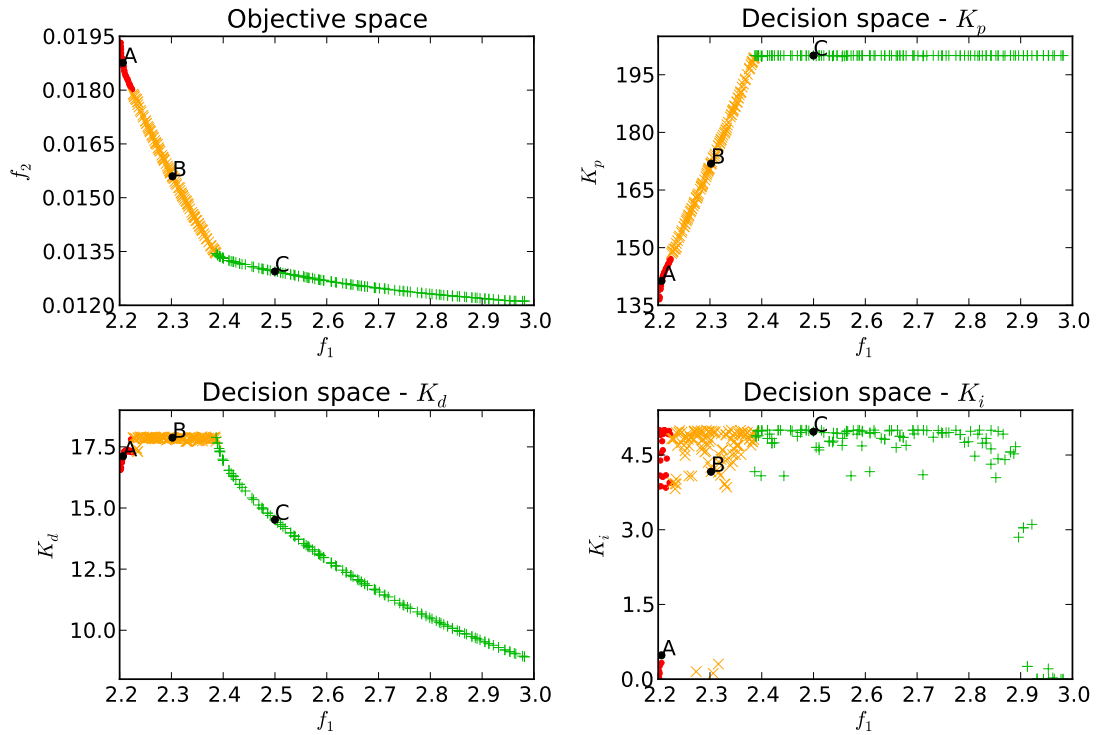 Objective space
0.0195
0.0180
0.0165
0.0150
0.0135
0.0120
f2
A
B
C
2.2 2.3 2.4 2.5 2.6 2.7 2.8 2.9 3.0
f1
Decision space - Kp
195
180
165
150
135
Kp
C
B
A
2.2 2.3 2.4 2.5 2.6 2.7 2.8 2.9 3.0
f1
Decision space - Kd
17.5
15.0
12.5
10.0
Kd
A
B
C
2.2 2.3 2.4 2.5 2.6 2.7 2.8 2.9 3.0
f1
Decision space - Ki
4.5
3.0
1.5
0.0
Ki
C
B
A
2.2 2.3 2.4 2.5 2.6 2.7 2.8 2.9 3.0
f1